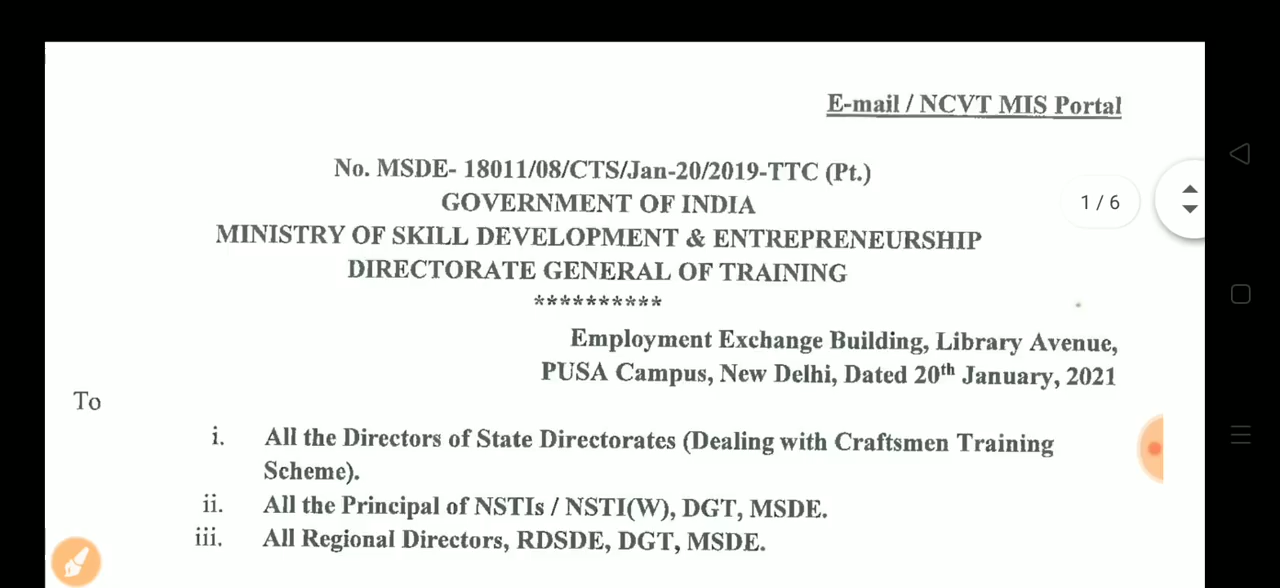 E-mail / NCVT MIS Portal
No. MSDE- 18011/08/CTS/Jan-20/2019-TTC (Pt.)
GOVERNMENT OF INDIA
1 / 6
MINISTRY OF SKILL DEVELOPMENT & ENTREPRENEURSHIP
DIRECTORATE GENERAL OF TRAINING
**********
Employment Exchange Building, Library Avenue,
PUSA Campus, New Delhi, Dated 20th January, 2021
To
i. All the Directors of State Directorates (Dealing with Craftsmen Training
Scheme).
ii. All the Principal of NSTIs / NSTI(W), DGT, MSDE.
iii. All Regional Directors, RDSDE, DGT, MSDE.